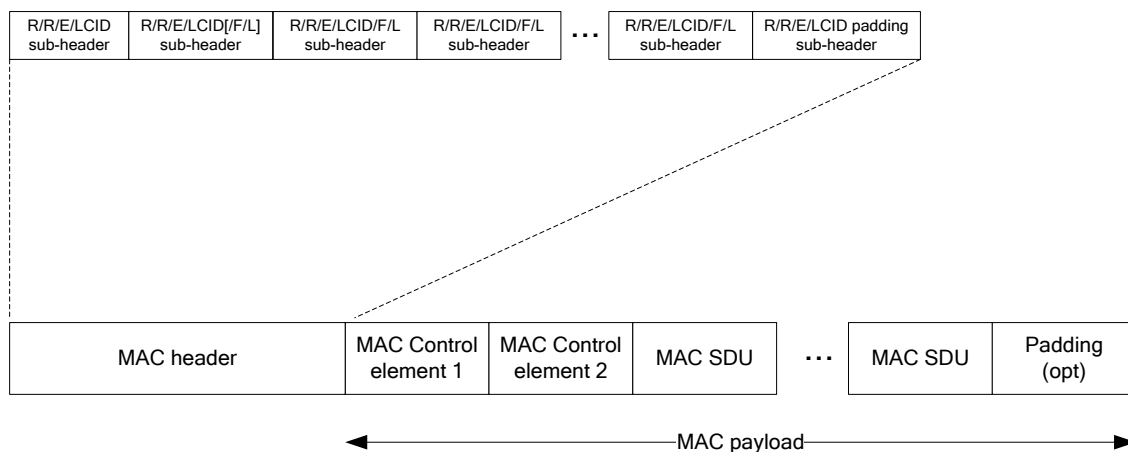 R/R/E/LCID sub-header
R/R/E/LCID[/F/L] sub-header
R/R/E/LCID/F/L sub-header
R/R/E/LCID/F/L sub-header
...
R/R/E/LCID/F/L sub-header
R/R/E/LCID padding sub-header
MAC header
MAC Control element 1
MAC Control element 2
MAC SDU
...
MAC SDU
Padding (opt)
MAC payload